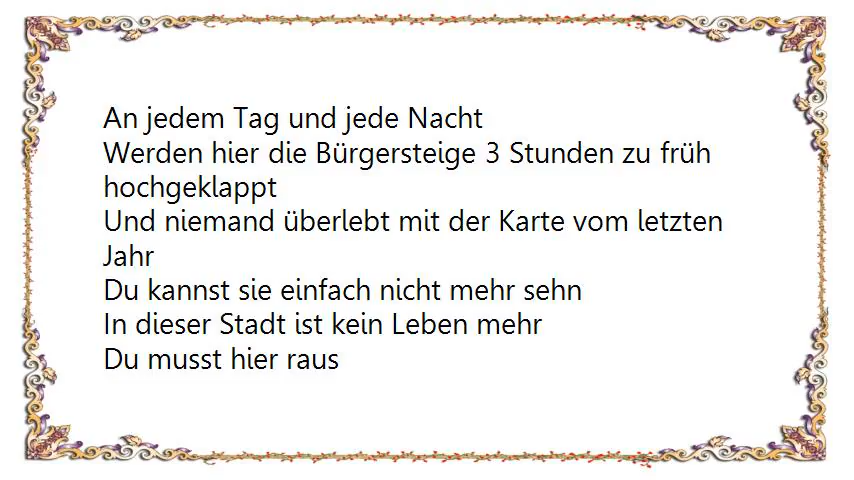 An jedem Tag und jede Nacht
Werden hier die Bürgersteige 3 Stunden zu früh
hochgeklappt
Und niemand überlebt mit der Karte vom letzten
Jahr
Du kannst sie einfach nicht mehr sehn
In dieser Stadt ist kein Leben mehr
Du musst hier raus